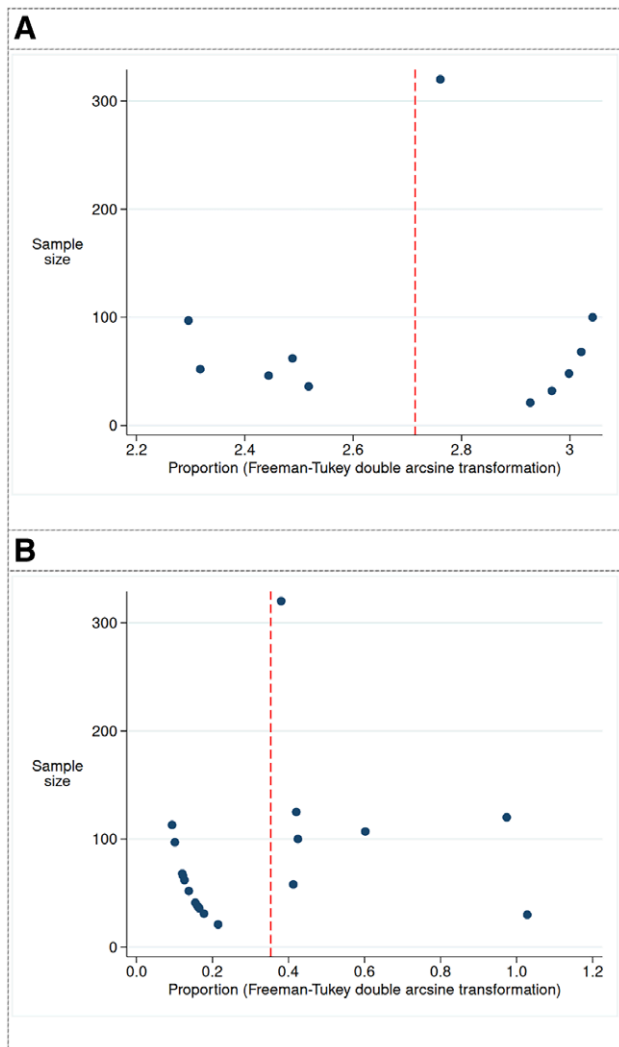 A
300
200
Sample
size
100
0
2.2 2.4 2.6 2.8 3
Proportion (Freeman-Tukey double arcsine transformation)
B
300
200
Sample
size
100
0
0.0 0.2 0.4 0.6 0.8 1.0 1.2
Proportion (Freeman-Tukey double arcsine transformation)